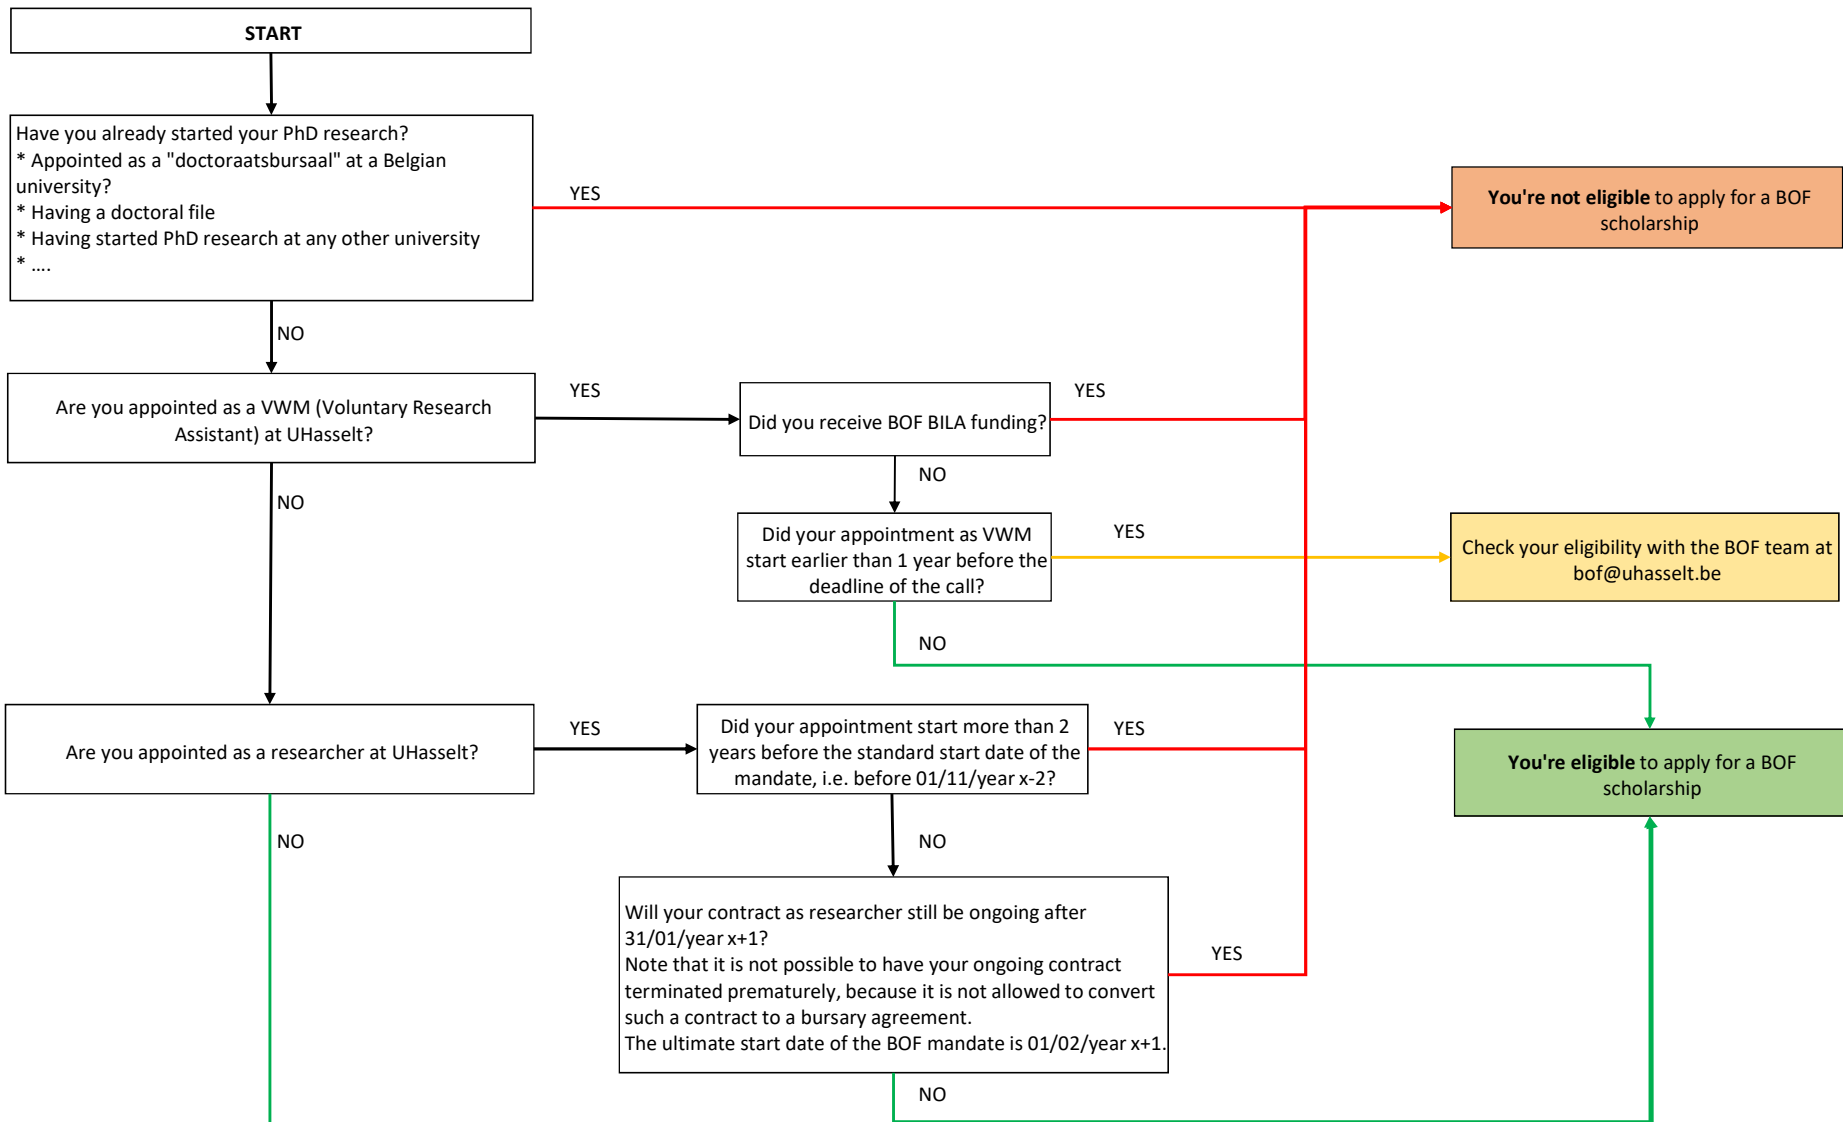 START
Have you already started your PhD research?
* Appointed as a "doctoraatsbursaal" at a Belgian
university?
* Having a doctoral file
* Having started PhD research at any other university
* ....
YES
You're not eligible to apply for a BOF
scholarship
NO
Are you appointed as a VWM (Voluntary Research
Assistant) at UHasselt?
YES
Did you receive BOF BILA funding?
YES
NO
NO
Did your appointment as VWM
start earlier than 1 year before the
deadline of the call?
YES
Check your eligibility with the BOF team at
bof@uhasselt.be
NO
Are you appointed as a researcher at UHasselt?
YES
Did your appointment start more than 2
years before the standard start date of the
mandate, i.e. before 01/11/year x-2?
YES
You're eligible to apply for a BOF
scholarship
NO
NO
Will your contract as researcher still be ongoing after
31/01/year x+1?
Note that it is not possible to have your ongoing contract
terminated prematurely, because it is not allowed to convert
such a contract to a bursary agreement.
The ultimate start date of the BOF mandate is 01/02/year x+1.
YES
NO